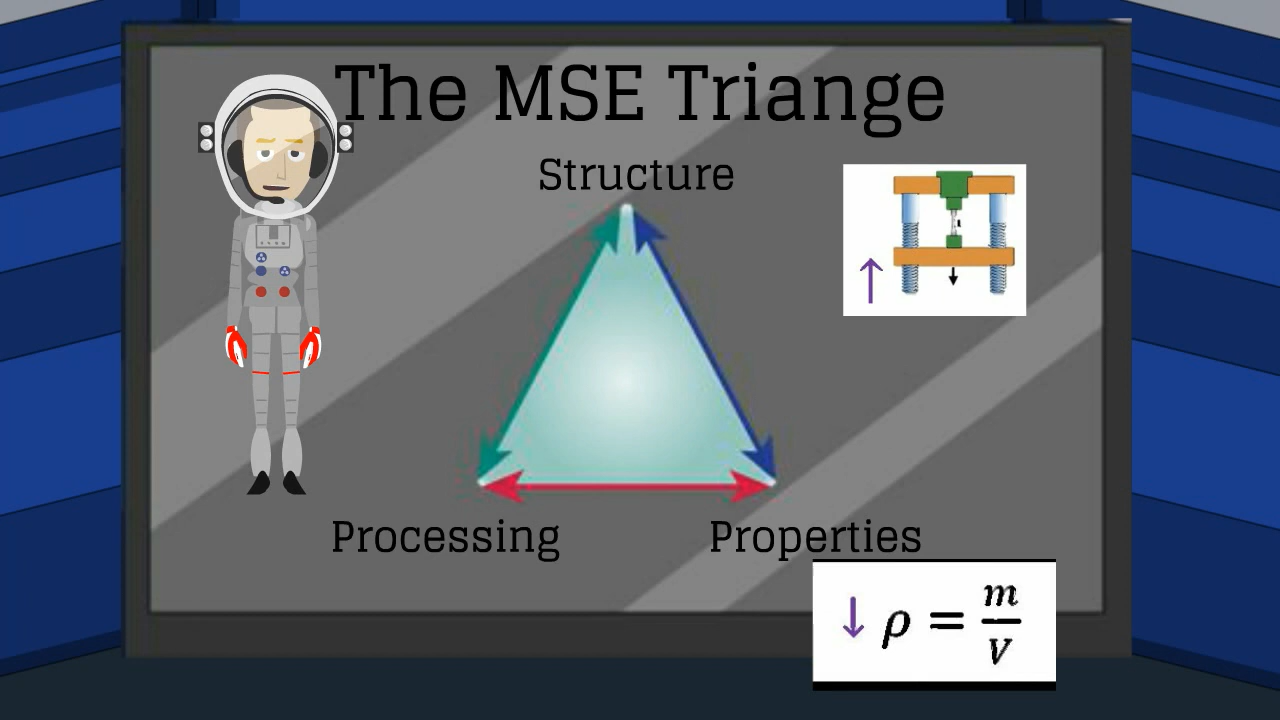 The MSE Triange
Structure
Processing
Properties
↓ ρ = m/v